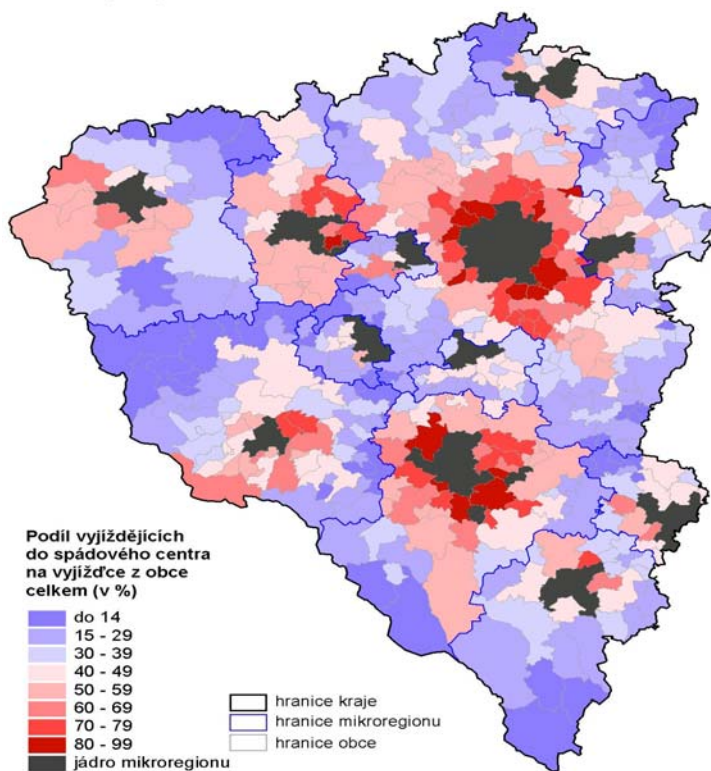 Podíl vyjíždějících
do spádového centra
na vyjížďce z obce
celkem (v %)
do 14
15 - 29
30 - 39
40 - 49
50 - 59
60 - 69
70 - 79
80 - 99
jádro mikroregionu
hranice kraje
hranice mikroregionu
hranice obce